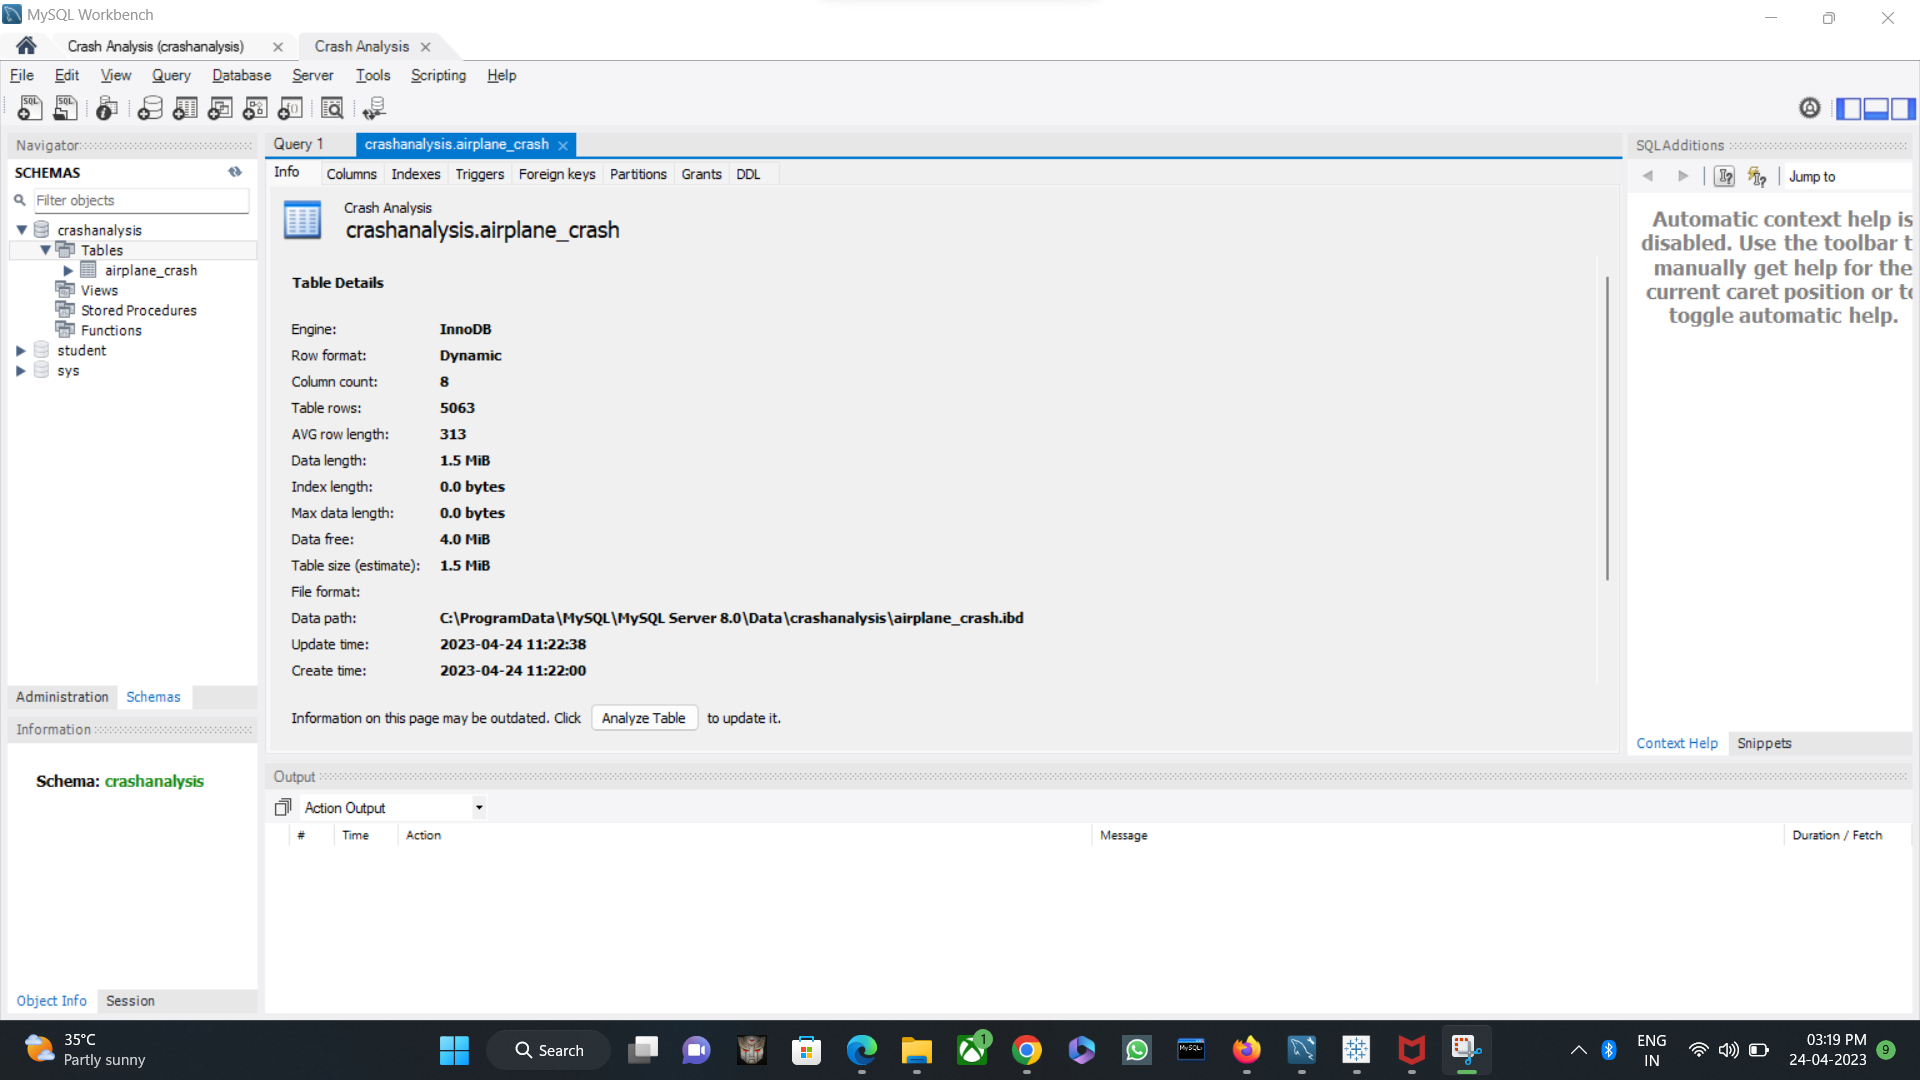 MySQL Workbench
Crash Analysis (crashanalysis)
Crash Analysis
File Edit View Query Database Server Tools Scripting Help
Navigator
SCHEMAS
Filter objects
crashanalysis
Tables
airplane_crash
Views
Stored Procedures
Functions
student
sys
Administration Schemas
Information
Schema: crashanalysis
Object Info Session
Query 1 crashanalysis.airplane_crash
Info Columns Indexes Triggers Foreign keys Partitions Grants DDL
Crash Analysis
crashanalysis.airplane_crash
Table Details
Engine: InnoDB
Row format: Dynamic
Column count: 8
Table rows: 5063
AVG row length: 313
Data length: 1.5 MiB
Index length: 0.0 bytes
Max data length: 0.0 bytes
Data free: 4.0 MiB
Table size (estimate): 1.5 MiB
File format:
Data path: C:\ProgramData\MySQL\MySQL Server 8.0\Data\crashanalysis\airplane_crash.ibd
Update time: 2023-04-24 11:22:38
Create time: 2023-04-24 11:22:00
Information on this page may be outdated. Click Analyze Table to update it.
Output
Action Output
# Time Action Message Duration / Fetch
SQLAdditions
Jump to
Automatic context help is
disabled. Use the toolbar t
manually get help for the
current caret position or to
toggle automatic help.
Context Help Snippets
35°C
Partly sunny
Search
1
ENG
IN
03:19 PM
24-04-2023
9